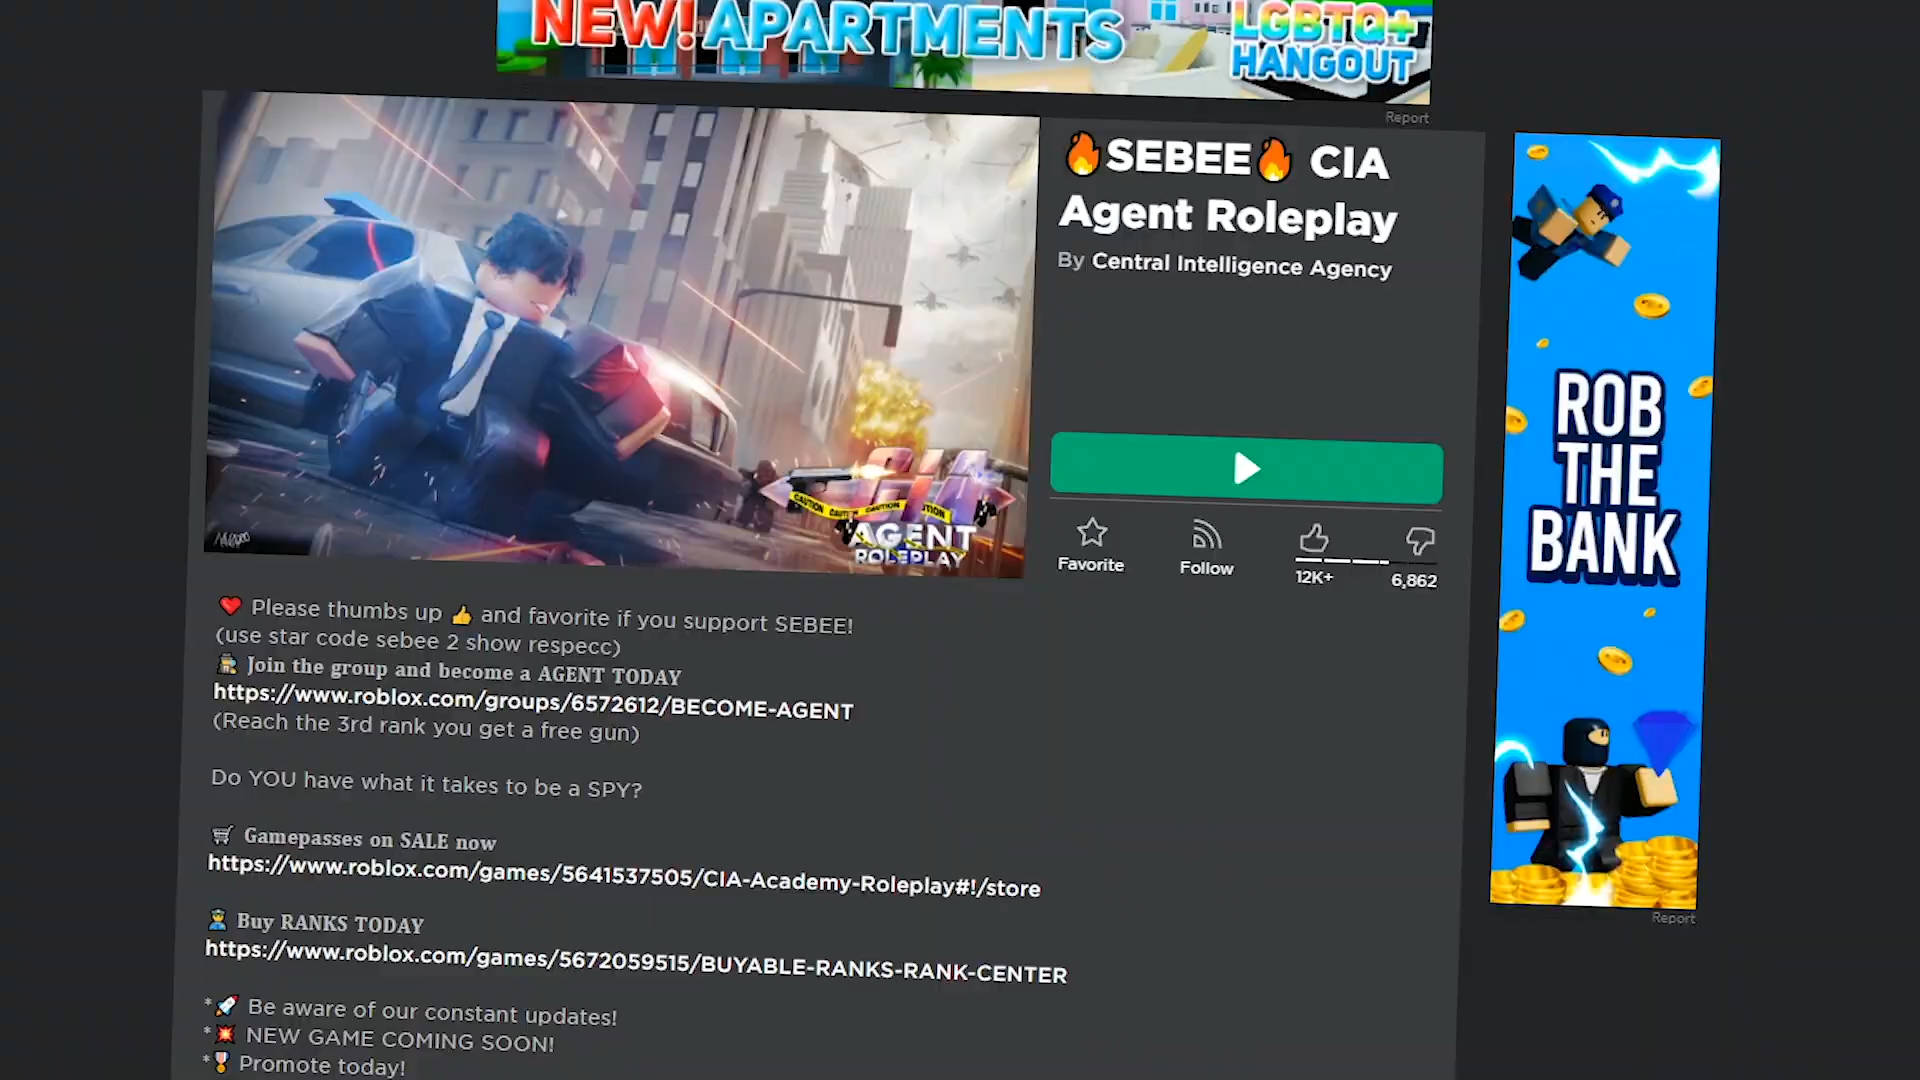 NEW! APARTMENTS
LGBTQ+
HANGOUT
Report
🔥SEBEE🔥 CIA
Agent Roleplay
By Central Intelligence Agency
Favorite
Follow
12K+
6,862
CAUTION CAUTION CAUTION CAUTION
CIA
AGENT
ROLEPLAY
❤️ Please thumbs up 👍 and favorite if you support SEBEE!
(use star code sebee 2 show respecc)
🕵️ Join the group and become a AGENT TODAY
https://www.roblox.com/groups/6572612/BECOME-AGENT
(Reach the 3rd rank you get a free gun)
Do YOU have what it takes to be a SPY?
🛒 Gamepasses on SALE now
https://www.roblox.com/games/5641537505/CIA-Academy-Roleplay#!/store
👮 Buy RANKS TODAY
https://www.roblox.com/games/5672059515/BUYABLE-RANKS-RANK-CENTER
*🚀 Be aware of our constant updates!
*💥 NEW GAME COMING SOON!
*🎖️ Promote today!
ROB
THE
BANK
Report